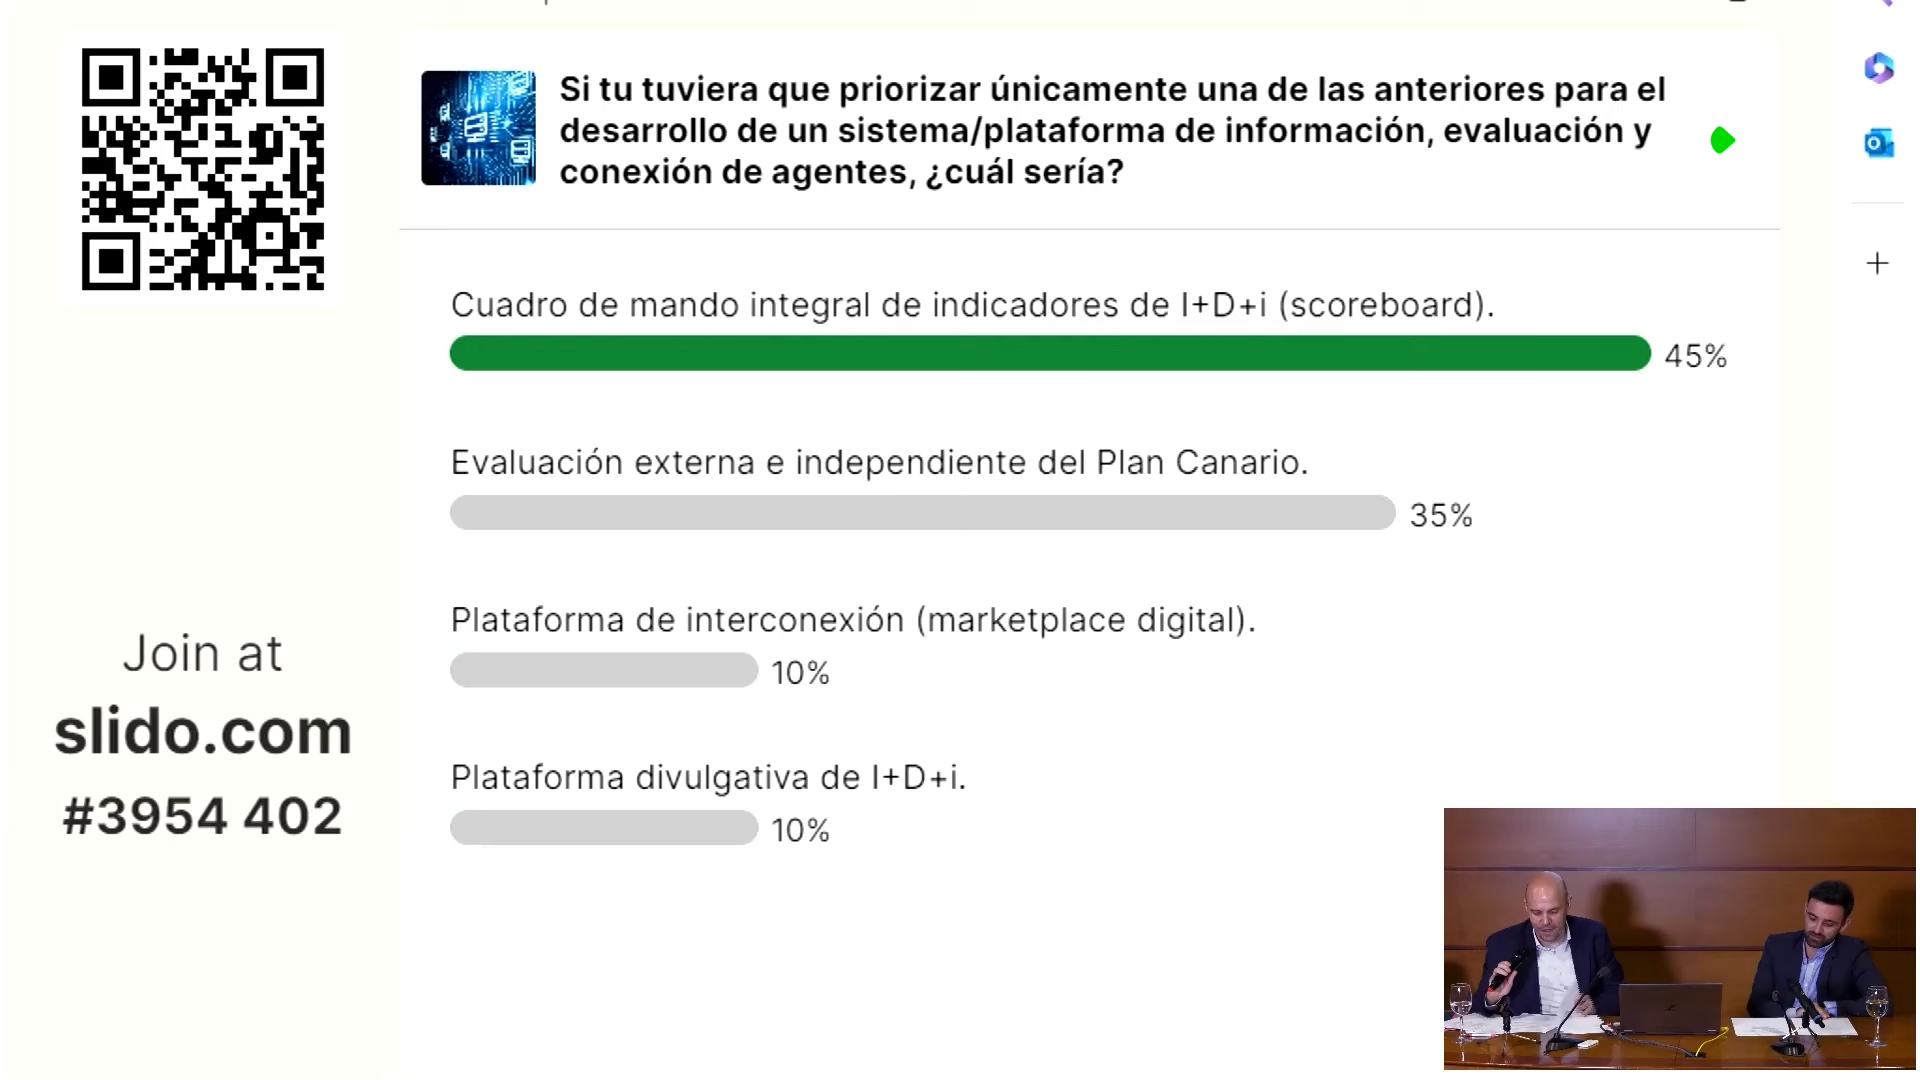 Si tu tuviera que priorizar únicamente una de las anteriores para el
desarrollo de un sistema/plataforma de información, evaluación y
conexión de agentes, ¿cuál sería?
Cuadro de mando integral de indicadores de I+D+i (scoreboard).
45%
Evaluación externa e independiente del Plan Canario.
35%
Plataforma de interconexión (marketplace digital).
10%
Plataforma divulgativa de I+D+i.
10%
Join at
slido.com
#3954 402